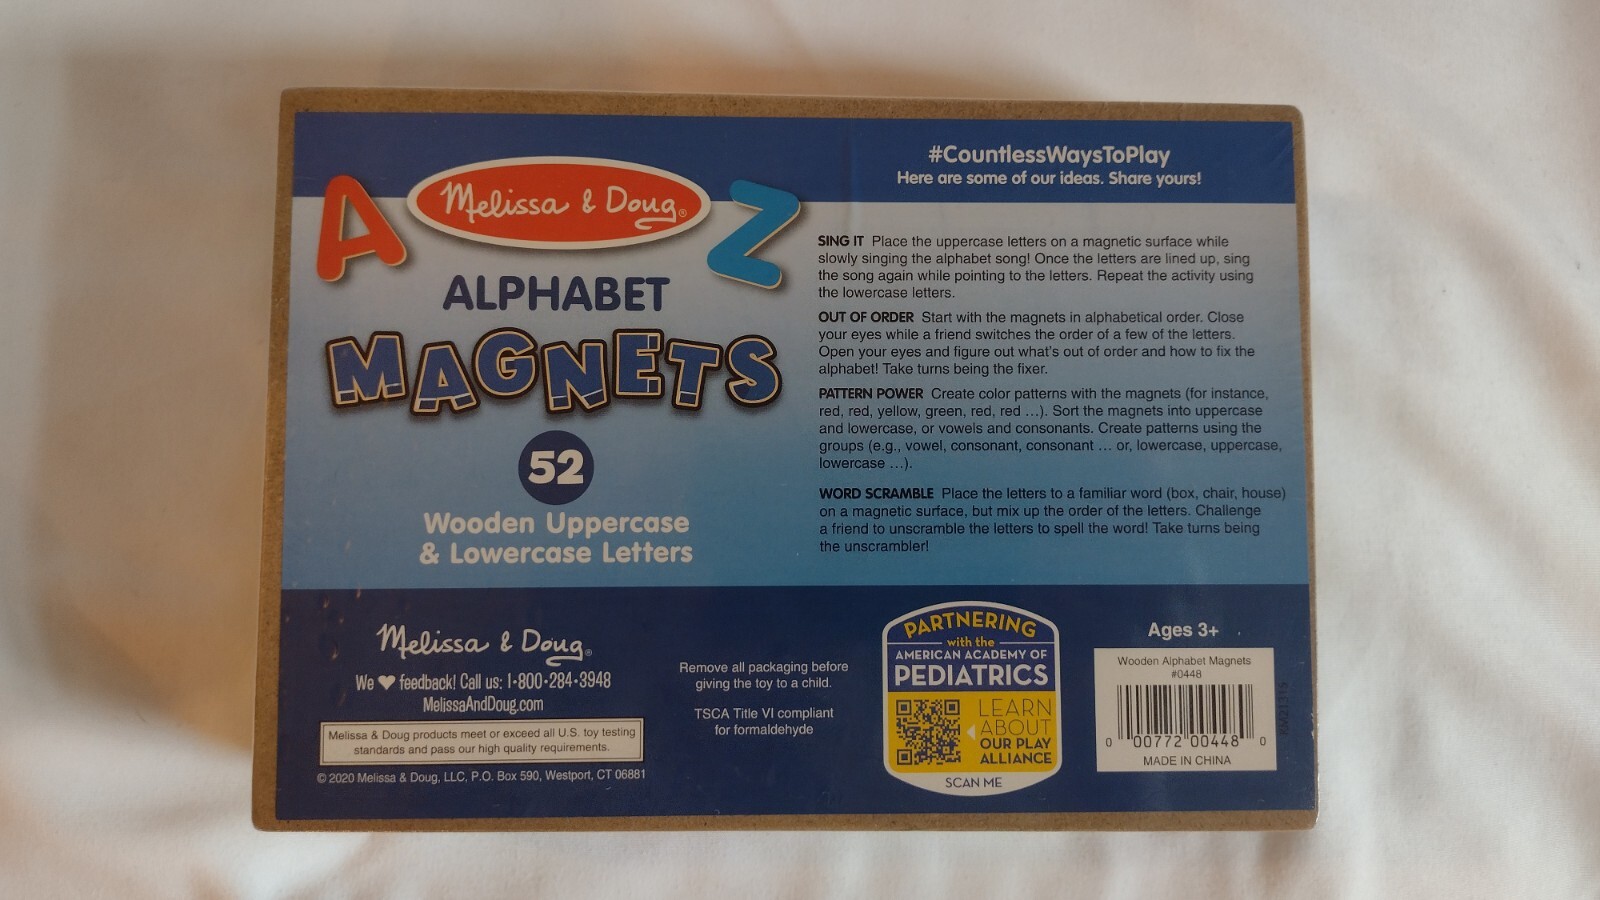 A
Melissa & Doug®
Z
ALPHABET
MAGNETS
52
Wooden Uppercase
& Lowercase Letters
#CountlessWaysToPlay
Here are some of our ideas. Share yours!
SING IT Place the uppercase letters on a magnetic surface while
slowly singing the alphabet song! Once the letters are lined up, sing
the song again while pointing to the letters. Repeat the activity using
the lowercase letters.
OUT OF ORDER Start with the magnets in alphabetical order. Close
your eyes while a friend switches the order of a few of the letters.
Open your eyes and figure out what's out of order and how to fix the
alphabet! Take turns being the fixer.
PATTERN POWER Create color patterns with the magnets (for instance,
red, red, yellow, green, red, red ...). Sort the magnets into uppercase
and lowercase, or vowels and consonants. Create patterns using the
groups (e.g., vowel, consonant, consonant ... or, lowercase, uppercase,
lowercase ...).
WORD SCRAMBLE Place the letters to a familiar word (box, chair, house)
on a magnetic surface, but mix up the order of the letters. Challenge
a friend to unscramble the letters to spell the word! Take turns being
the unscrambler!
Melissa & Doug®
We ♥ feedback! Call us: 1-800-284-3948
MelissaAndDoug.com
Melissa & Doug products meet or exceed all U.S. toy testing
standards and pass our high quality requirements.
© 2020 Melissa & Doug, LLC, P.O. Box 590, Westport, CT 06881
Remove all packaging before
giving the toy to a child.
TSCA Title VI compliant
for formaldehyde
PARTNERING
with the
AMERICAN ACADEMY OF
PEDIATRICS
LEARN
ABOUT
OUR PLAY
ALLIANCE
SCAN ME
Ages 3+
Wooden Alphabet Magnets
#0448
0 00772 00448 0
MADE IN CHINA